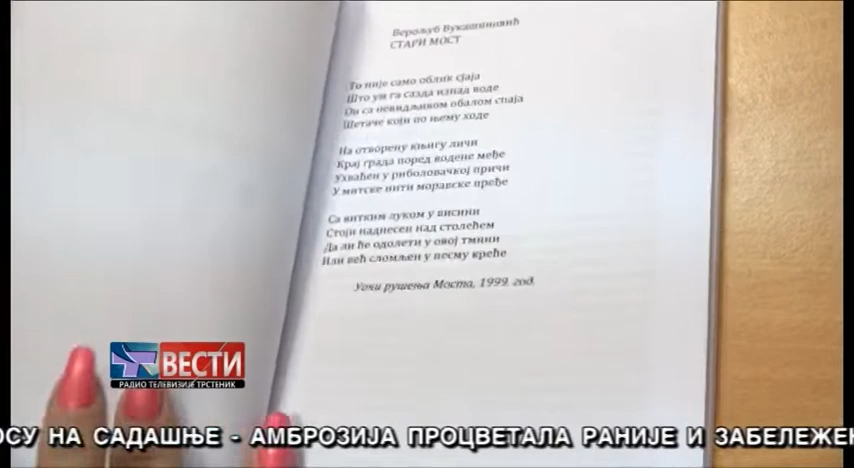 Верољуб Вукашиновић
СТАРИ МОСТ
То није само облик сјаја
Што ум га сазда изнад воде
Он са невидљивом обалом спаја
Шетаче који по њему ходе
На отворену књигу личи
Крај града поред водене међе
Ухваћен у риболовачкој причи
У митске нити моравске пређе
Са витким луком у висини
Стоји наднесен над столећем
Да ли ће одолети у овој тмини
Или већ сломљен у песму креће
Уочи рушења Моста, 1999. год.
ВЕСТИ
РАДИО ТЕЛЕВИЗИЈЕ ТРСТЕНИК
ОСУ НА САДАШЊЕ - АМБРОЗИЈА ПРОЦВЕТАЛА РАНИЈЕ И ЗАБЕЛЕЖЕН